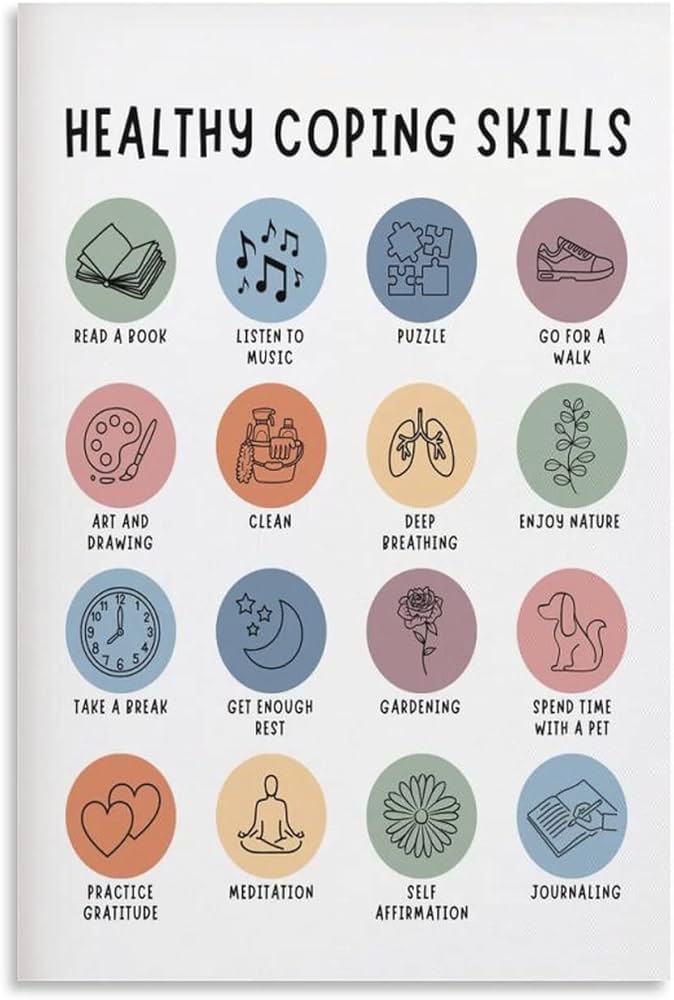 HEALTHY COPING SKILLS
READ A BOOK
LISTEN TO
MUSIC
PUZZLE
GO FOR A
WALK
ART AND
DRAWING
CLEAN
DEEP
BREATHING
ENJOY NATURE
12
11 1
10 2
9 3
8 4
7 5
6
TAKE A BREAK
GET ENOUGH
REST
GARDENING
SPEND TIME
WITH A PET
PRACTICE
GRATITUDE
MEDITATION
SELF
AFFIRMATION
JOURNALING